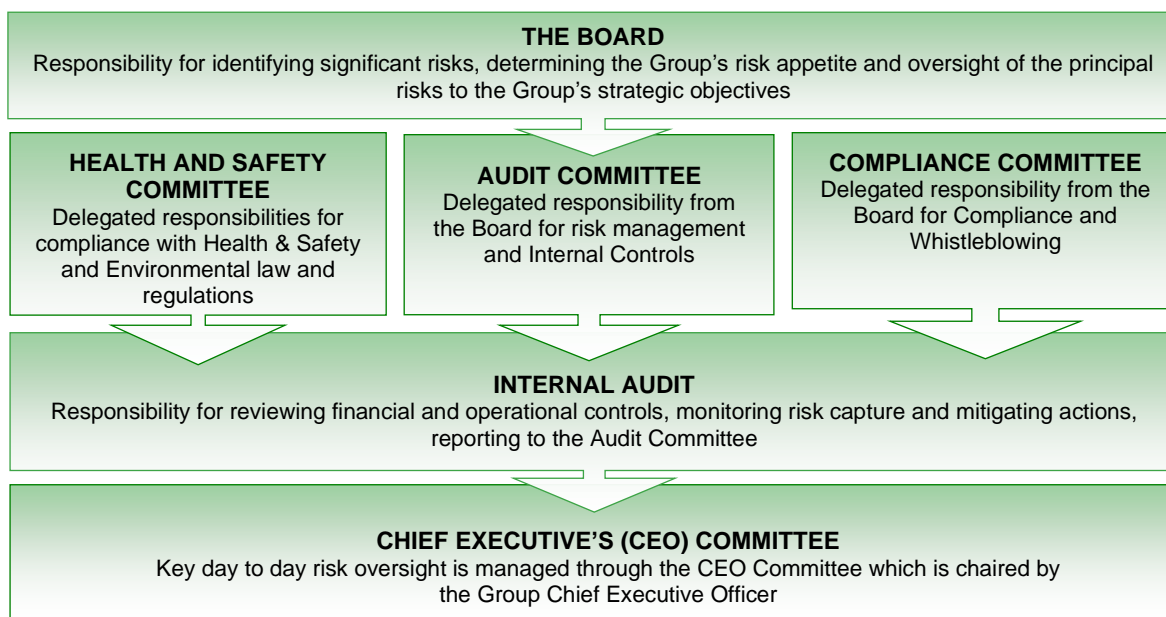 THE BOARD
Responsibility for identifying significant risks, determining the Group’s risk appetite and oversight of the principal
risks to the Group’s strategic objectives
HEALTH AND SAFETY
COMMITTEE
Delegated responsibilities for
compliance with Health & Safety
and Environmental law and
regulations
AUDIT COMMITTEE
Delegated responsibility from
the Board for risk management
and Internal Controls
COMPLIANCE COMMITTEE
Delegated responsibility from the
Board for Compliance and
Whistleblowing
INTERNAL AUDIT
Responsibility for reviewing financial and operational controls, monitoring risk capture and mitigating actions,
reporting to the Audit Committee
CHIEF EXECUTIVE’S (CEO) COMMITTEE
Key day to day risk oversight is managed through the CEO Committee which is chaired by
the Group Chief Executive Officer